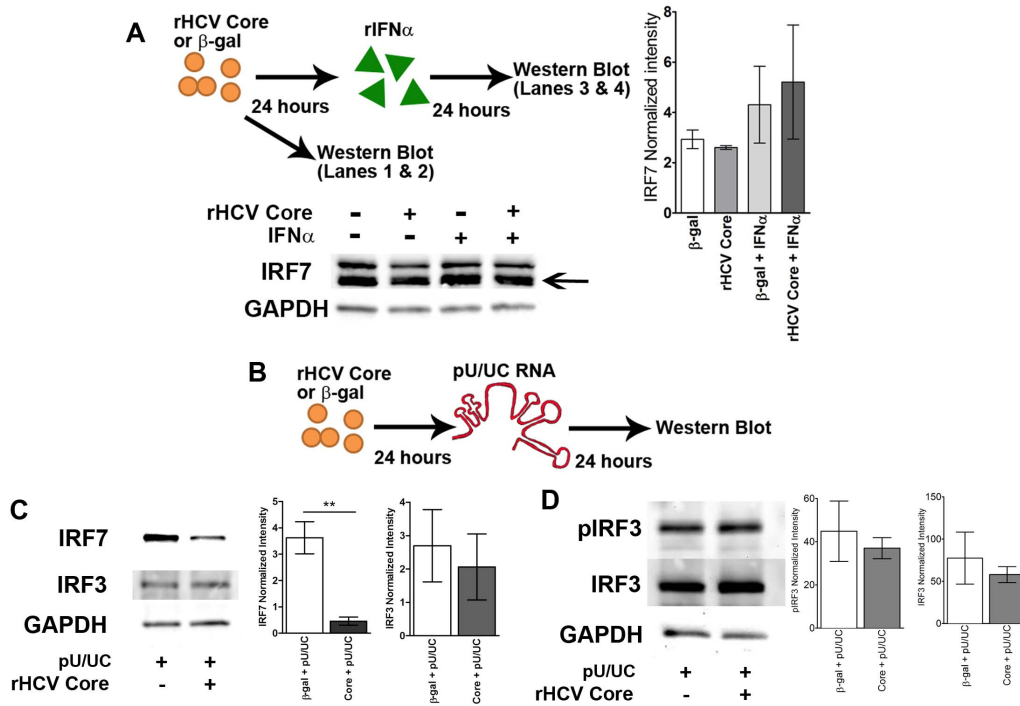 A
rHCV Core
or β-gal
24 hours
rIFNα
24 hours
Western Blot
(Lanes 3 & 4)
Western Blot
(Lanes 1 & 2)
rHCV Core - + - +
IFNα - - + +
IRF7
GAPDH
IRF7 Normalized intensity
8
6
4
2
0
β-gal
rHCV Core
β-gal + IFNα
rHCV Core + IFNα
B
rHCV Core
or β-gal
24 hours
pU/UC RNA
24 hours
Western Blot
C
IRF7
IRF3
GAPDH
pU/UC + +
rHCV Core - +
IRF7 Normalized Intensity
5
4
3
2
1
0
**
β-gal + pU/UC
Core + pU/UC
IRF3 Normalized Intensity
4
3
2
1
0
β-gal + pU/UC
Core + pU/UC
D
pIRF3
IRF3
GAPDH
pU/UC + +
rHCV Core - +
pIRF3 Normalized Intensity
60
40
20
0
β-gal + pU/UC
Core + pU/UC
IRF3 Normalized Intensity
150
100
75
50
25
0
β-gal + pU/UC
Core + pU/UC